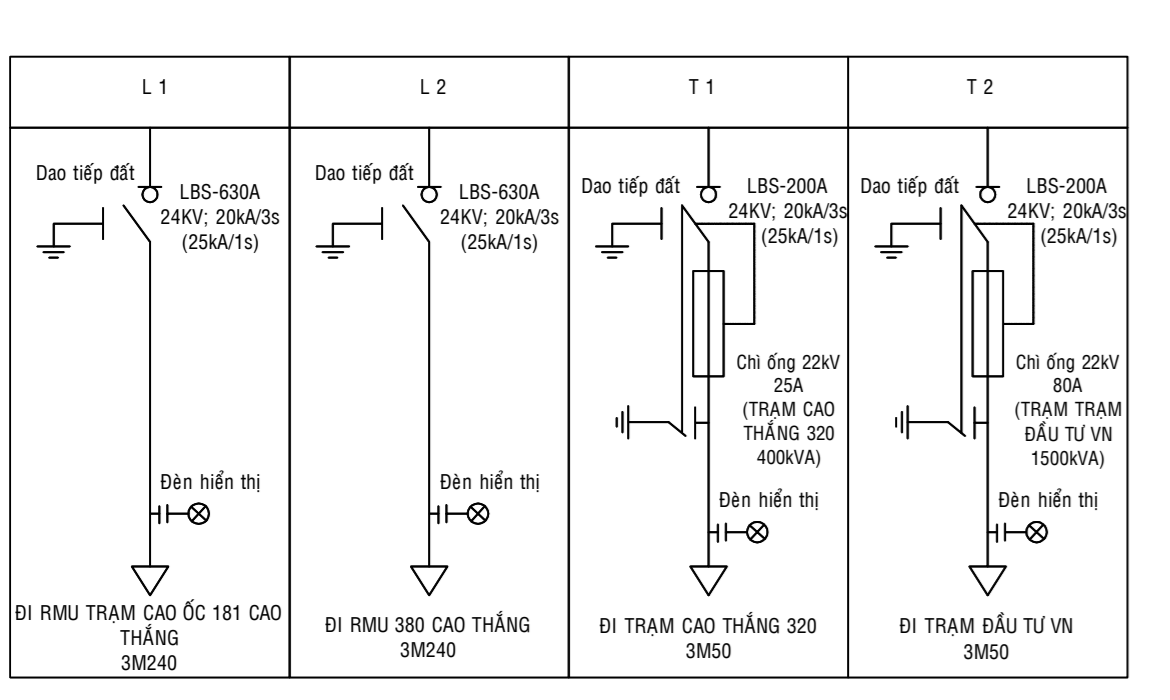 L 1
Dao tiếp đất
LBS-630A
24KV; 20kA/3s
(25kA/1s)
Đèn hiển thị
ĐI RMU TRẠM CAO ỐC 181 CAO
THẮNG
3M240
L 2
Dao tiếp đất
LBS-630A
24KV; 20kA/3s
(25kA/1s)
Đèn hiển thị
ĐI RMU 380 CAO THẮNG
3M240
T 1
Dao tiếp đất
LBS-200A
24KV; 20kA/3s
(25kA/1s)
Chì ống 22kV
25A
(TRẠM CAO
THẮNG 320
400kVA)
Đèn hiển thị
ĐI TRẠM CAO THẮNG 320
3M50
T 2
Dao tiếp đất
LBS-200A
24KV; 20kA/3s
(25kA/1s)
Chì ống 22kV
80A
(TRẠM TRẠM
ĐẦU TƯ VN
1500kVA)
Đèn hiển thị
ĐI TRẠM ĐẦU TƯ VN
3M50